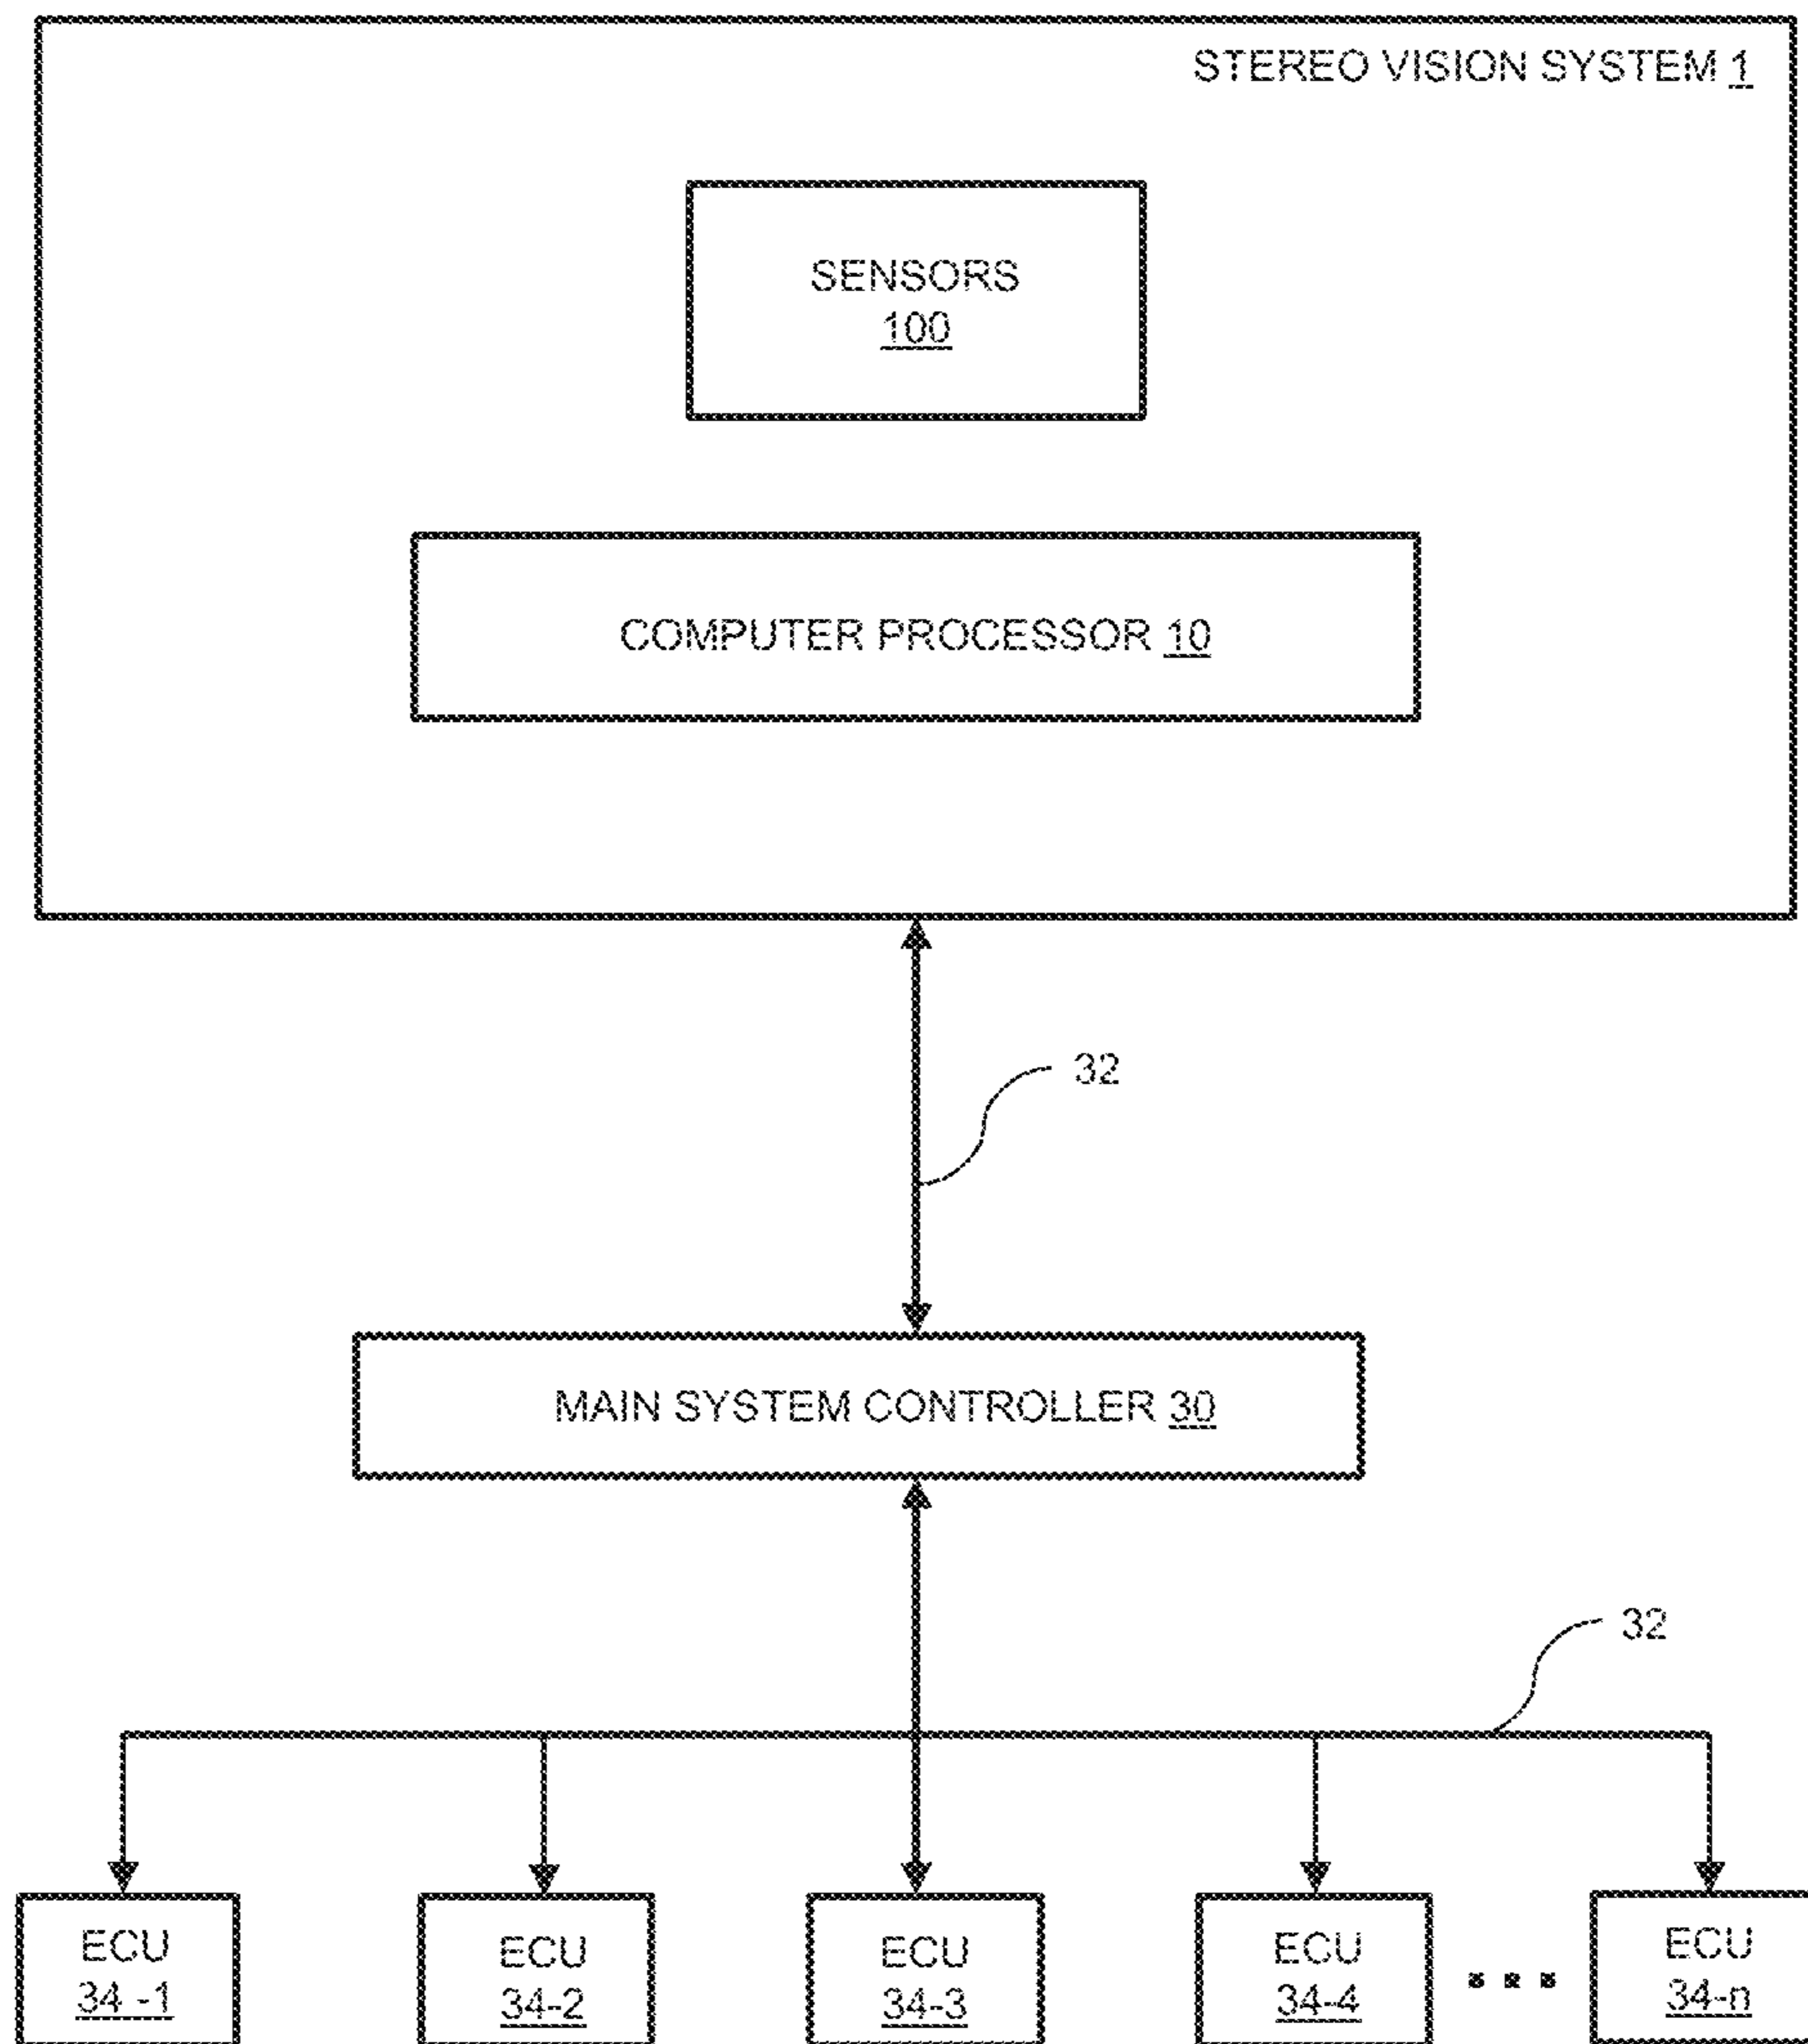 STEREO VISION SYSTEM 1
SENSORS
100
COMPUTER PROCESSOR 10
32
MAIN SYSTEM CONTROLLER 30
32
ECU
34-1
ECU
34-2
ECU
34-3
ECU
34-4
...
ECU
34-n